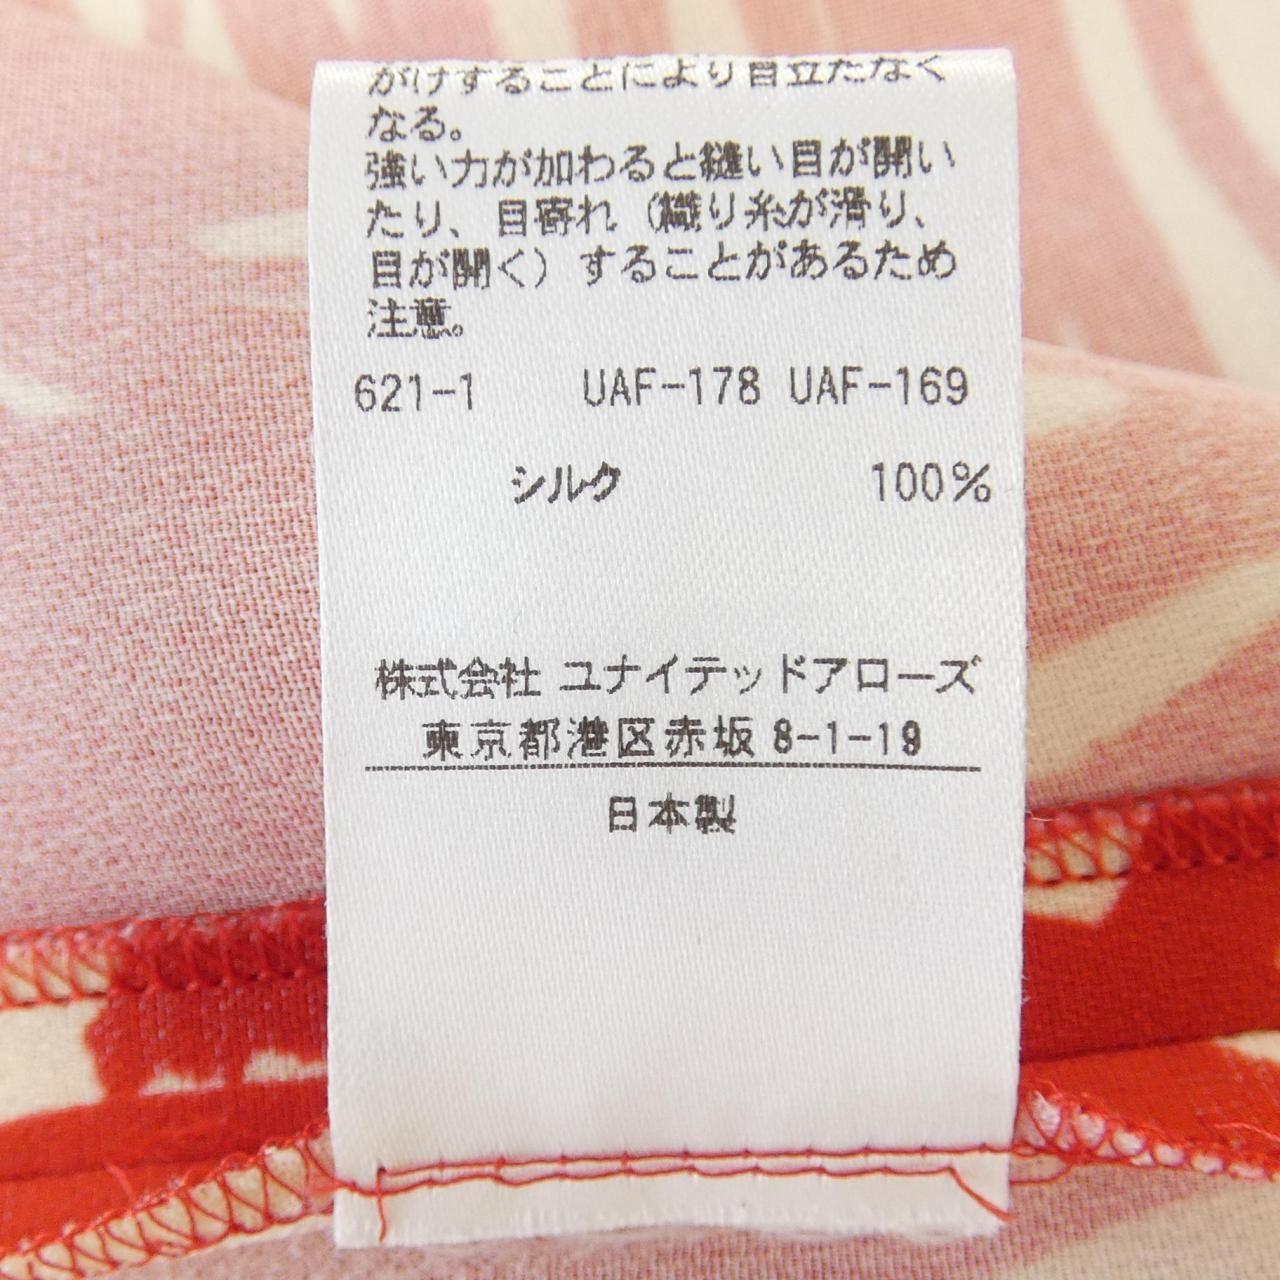 がけすることにより目立たなく
なる。
強い力が加わると縫い目が開い
たり、目寄れ（織り糸が滑り、
目が開く）することがあるため
注意。
621-1 UAF-178 UAF-169
シルク 100%
株式会社 ユナイテッドアローズ
東京都港区赤坂 8-1-19
日本製